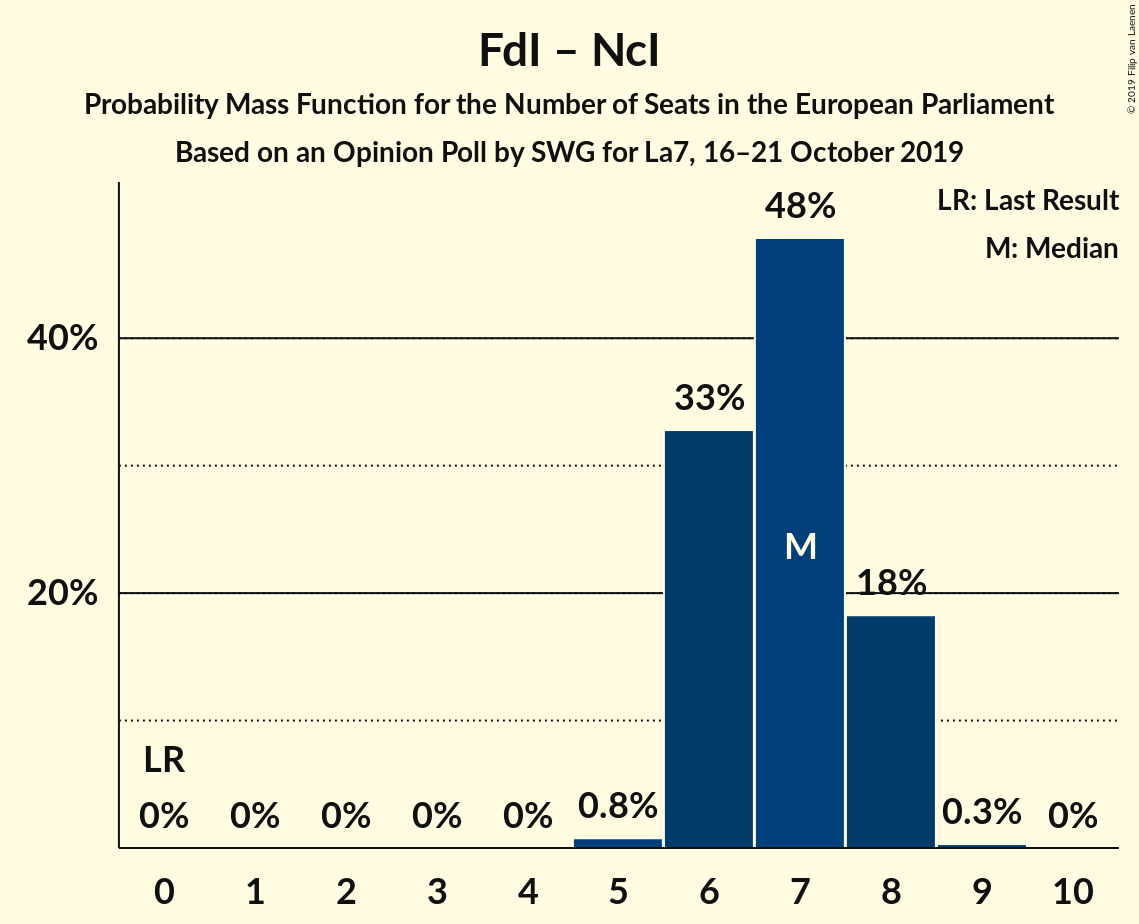 FdI – NcI
Probability Mass Function for the Number of Seats in the European Parliament
Based on an Opinion Poll by SWG for La7, 16–21 October 2019
© 2019 Filip van Laenen
LR: Last Result
M: Median
48%
40%
33%
M
20%
18%
LR
0% 0% 0% 0% 0% 0.8% 0.3% 0%
0 1 2 3 4 5 6 7 8 9 10